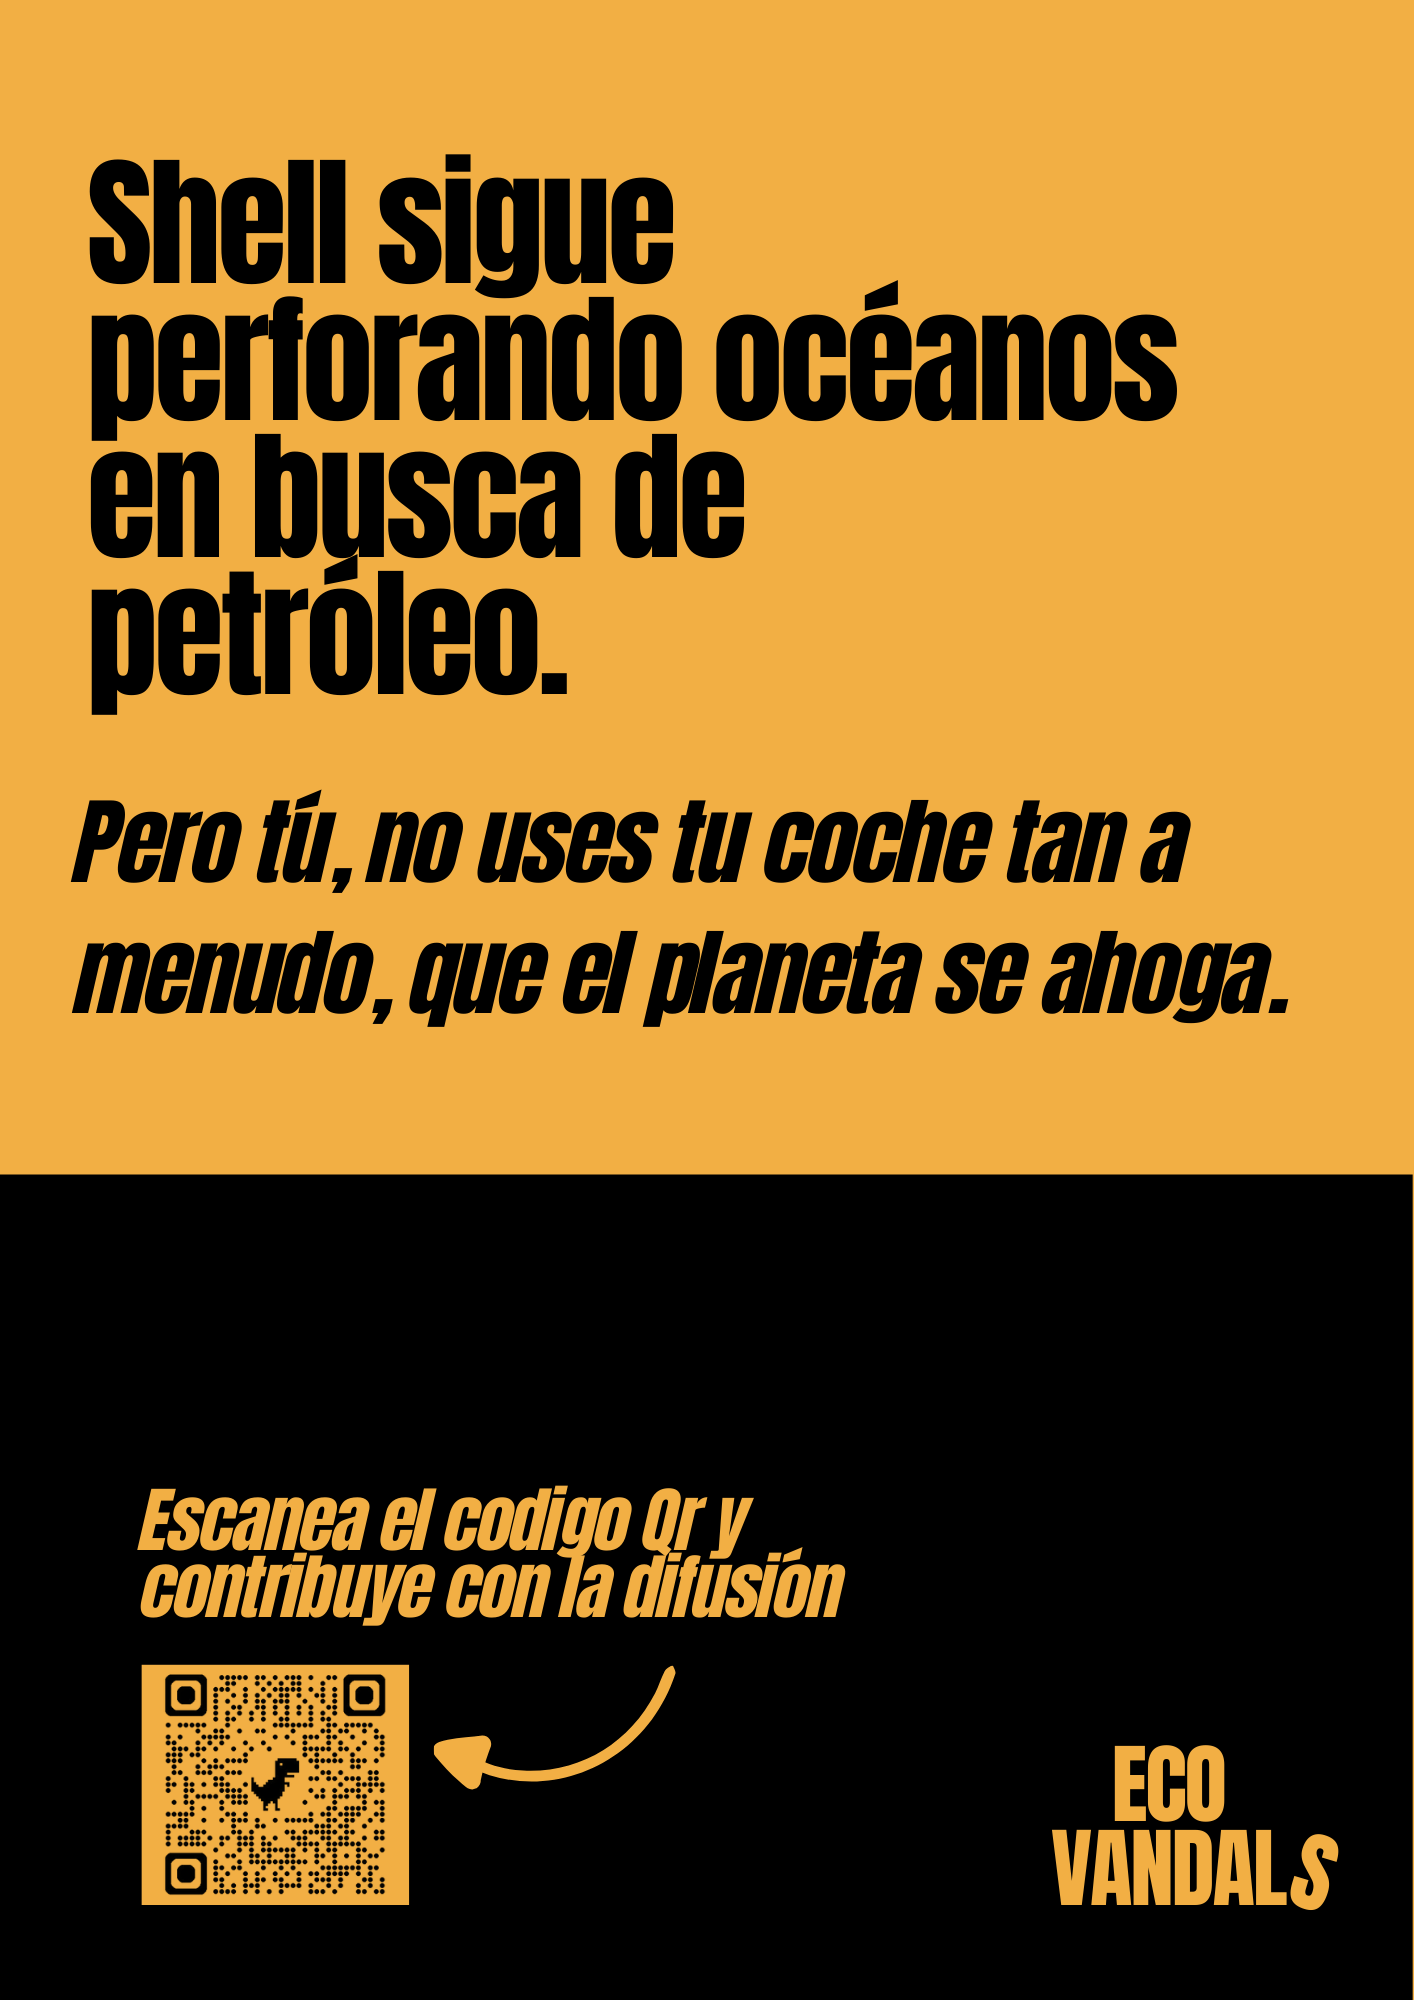 Shell sigue
perforando océanos
en busca de
petróleo.
Pero tú, no uses tu coche tan a
menudo, que el planeta se ahoga.
Escanea el codigo Qr y
contribuye con la difusión
ECO
VANDALS